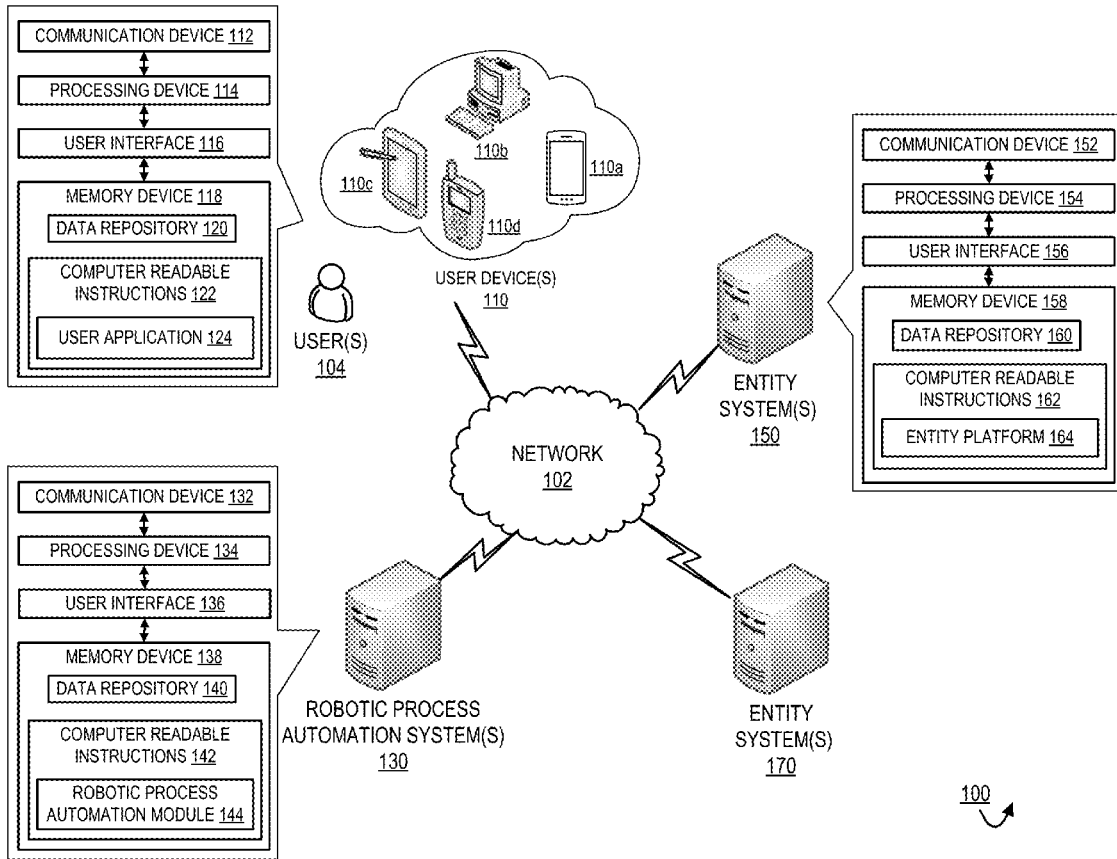 COMMUNICATION DEVICE 112
PROCESSING DEVICE 114
USER INTERFACE 116
MEMORY DEVICE 118
DATA REPOSITORY 120
COMPUTER READABLE
INSTRUCTIONS 122
USER APPLICATION 124
110b
110a
110c
110d
USER DEVICE(S)
110
USER(S)
104
COMMUNICATION DEVICE 152
PROCESSING DEVICE 154
USER INTERFACE 156
MEMORY DEVICE 158
DATA REPOSITORY 160
COMPUTER READABLE
INSTRUCTIONS 162
ENTITY PLATFORM 164
ENTITY
SYSTEM(S)
150
NETWORK
102
COMMUNICATION DEVICE 132
PROCESSING DEVICE 134
USER INTERFACE 136
MEMORY DEVICE 138
DATA REPOSITORY 140
COMPUTER READABLE
INSTRUCTIONS 142
ROBOTIC PROCESS
AUTOMATION MODULE 144
ROBOTIC PROCESS
AUTOMATION SYSTEM(S)
130
ENTITY
SYSTEM(S)
170
100